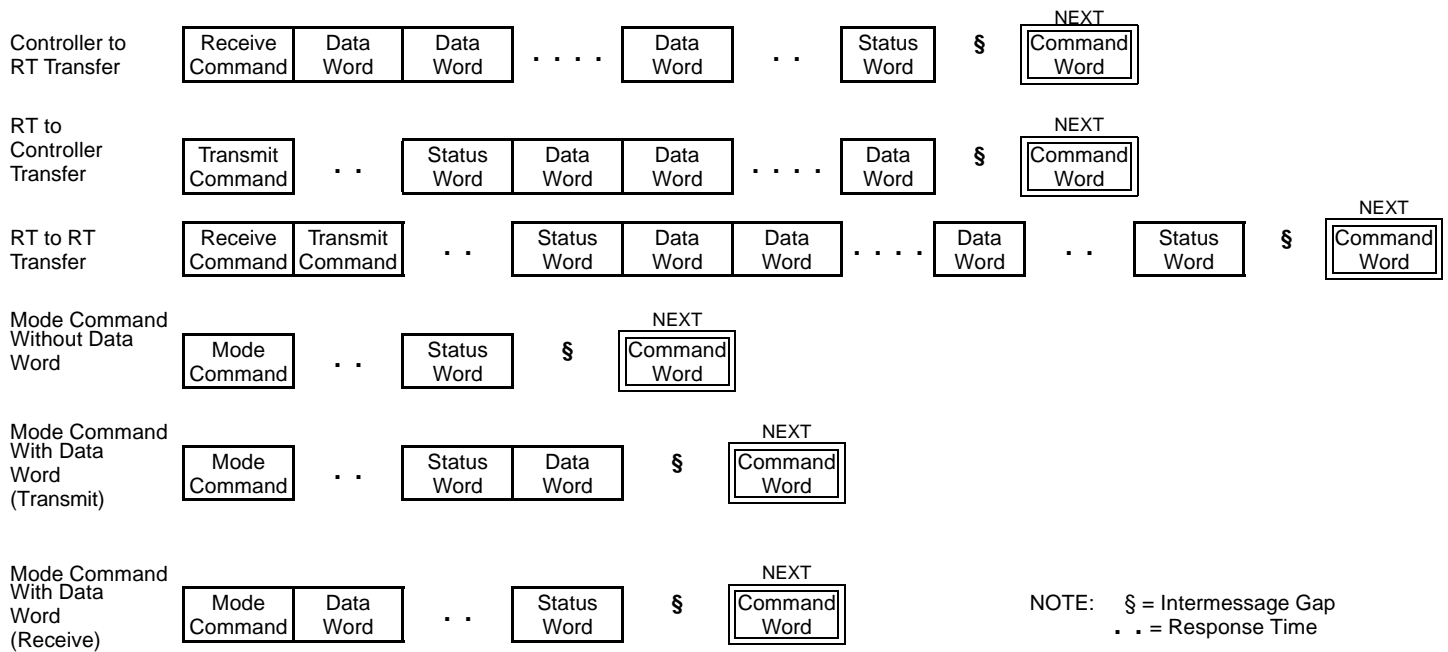 NEXT
Controller to
RT Transfer
Receive Command
Data Word
Data Word
. . . .
Data Word
. .
Status Word
§
Command Word
RT to
Controller
Transfer
NEXT
Transmit Command
. .
Status Word
Data Word
Data Word
. . . .
Data Word
§
Command Word
NEXT
RT to RT
Transfer
Receive Command
Transmit Command
. .
Status Word
Data Word
Data Word
. . . .
Data Word
. .
Status Word
§
Command Word
Mode Command
Without Data
Word
NEXT
Mode Command
. .
Status Word
§
Command Word
Mode Command
With Data
Word
(Transmit)
NEXT
Mode Command
. .
Status Word
Data Word
§
Command Word
Mode Command
With Data
Word
(Receive)
NEXT
Mode Command
Data Word
. .
Status Word
§
Command Word
NOTE: § = Intermessage Gap
. . = Response Time